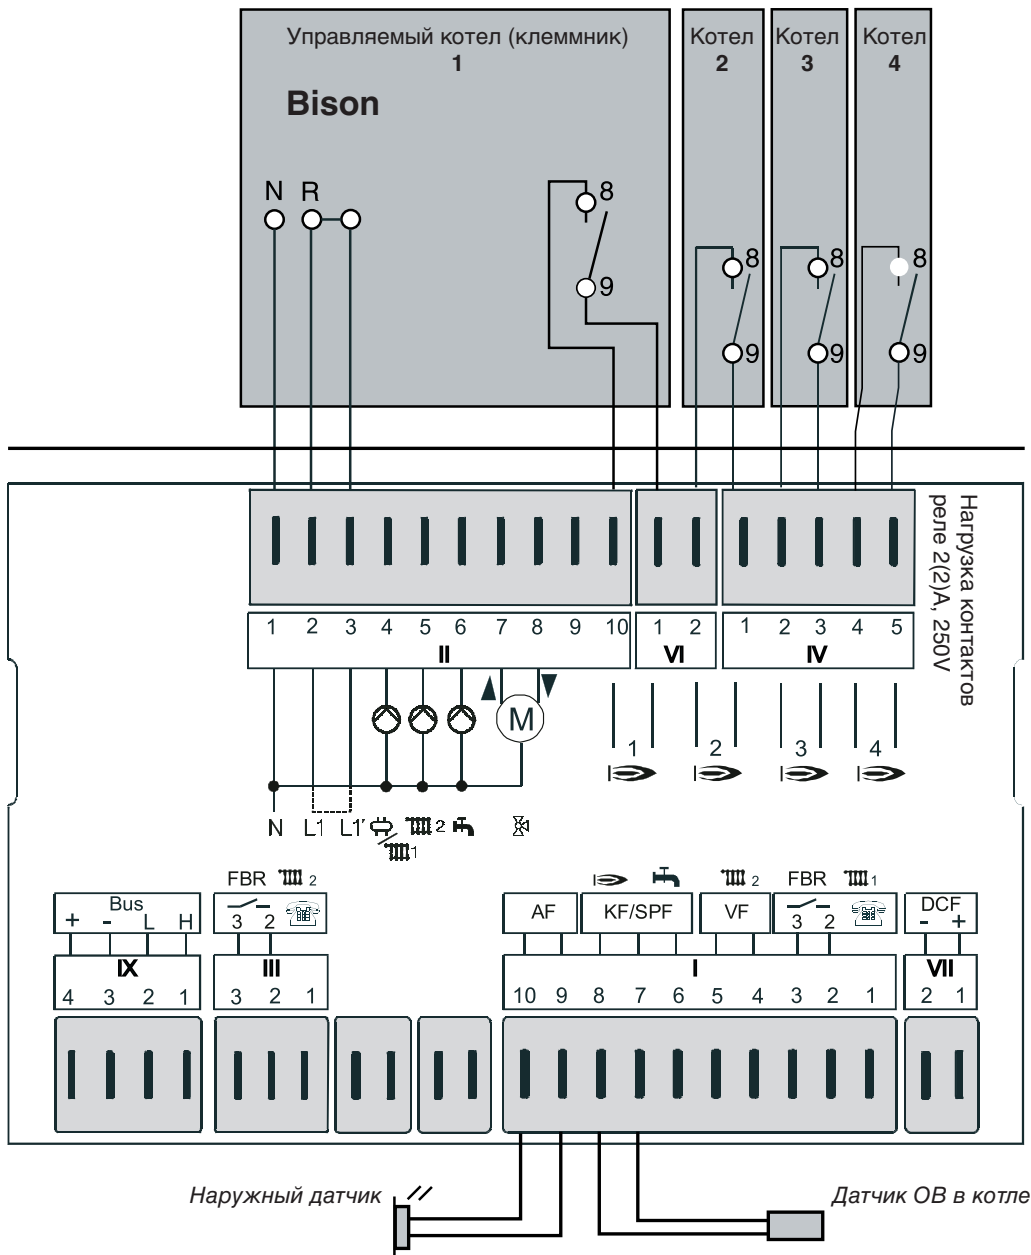 Управляемый котел (клеммник)
1
Котел
2
Котел
3
Котел
4
Bison
N R
8
9
8
9
8
9
8
9
Нагрузка контактов
реле 2(2)A, 250V
1 2 3 4 5 6 7 8 9 10
II
1 2
VI
1 2 3 4 5
IV
M
1 2 3 4
N L1 L1' 2
1
FBR 2
2 FBR 1
Bus
+ - L H
3 2
AF
KF/SPF
VF
3 2
DCF
- +
IX
4 3 2 1
III
3 2 1
I
10 9 8 7 6 5 4 3 2 1
VII
2 1
Наружный датчик
Датчик ОВ в котле